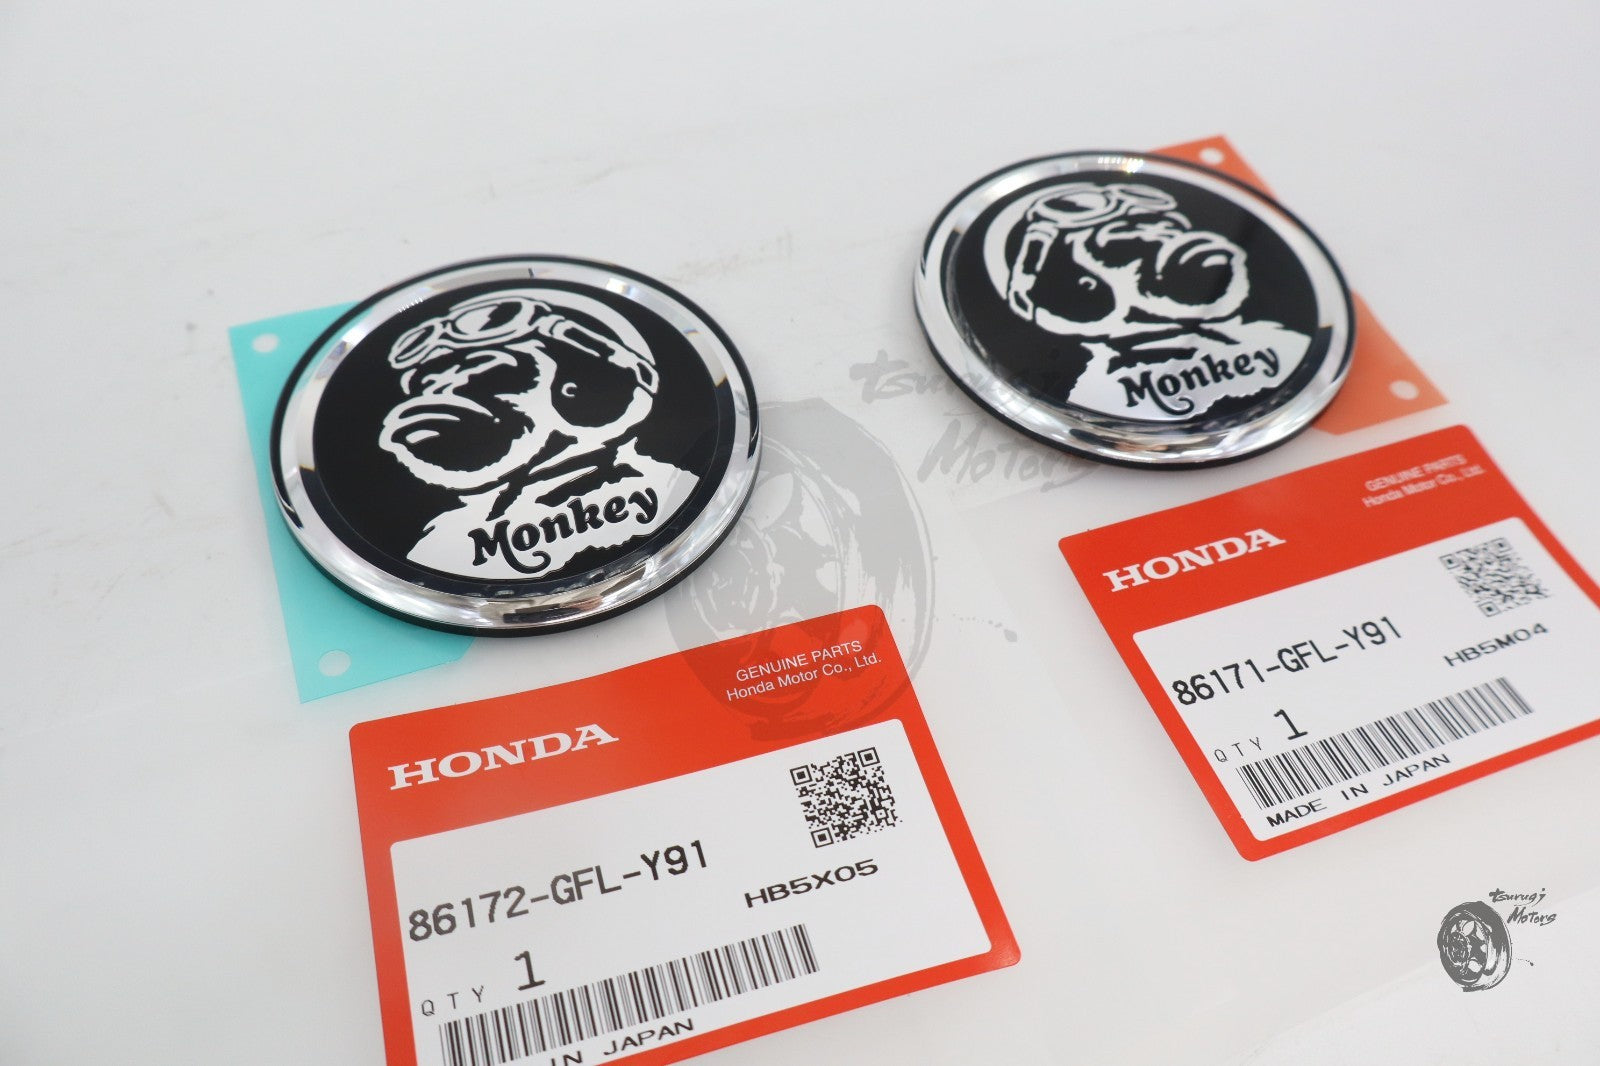 Monkey
Monkey
tsurugi
Motors
HONDA
GENUINE PARTS
Honda Motor Co., Ltd.
86172-GFL-Y91
HB5X05
QTY 1
IN JAPAN
HONDA
GENUINE PARTS
Honda Motor Co., Ltd.
86171-GFL-Y91
HB5M04
QTY 1
MADE IN JAPAN
tsurugi
Motors